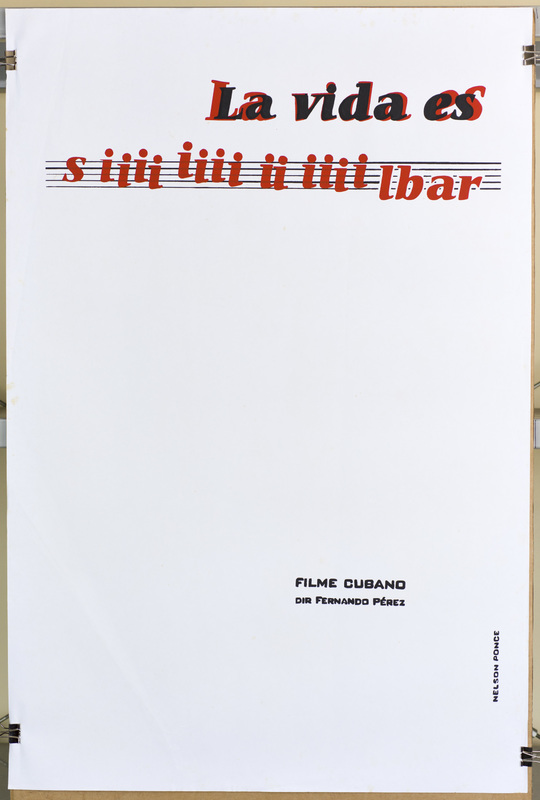 La vida es
s iiii iiii ii iiii lbar
FILME CUBANO
DIR FERNANDO PÉREZ
NELSON PONCE